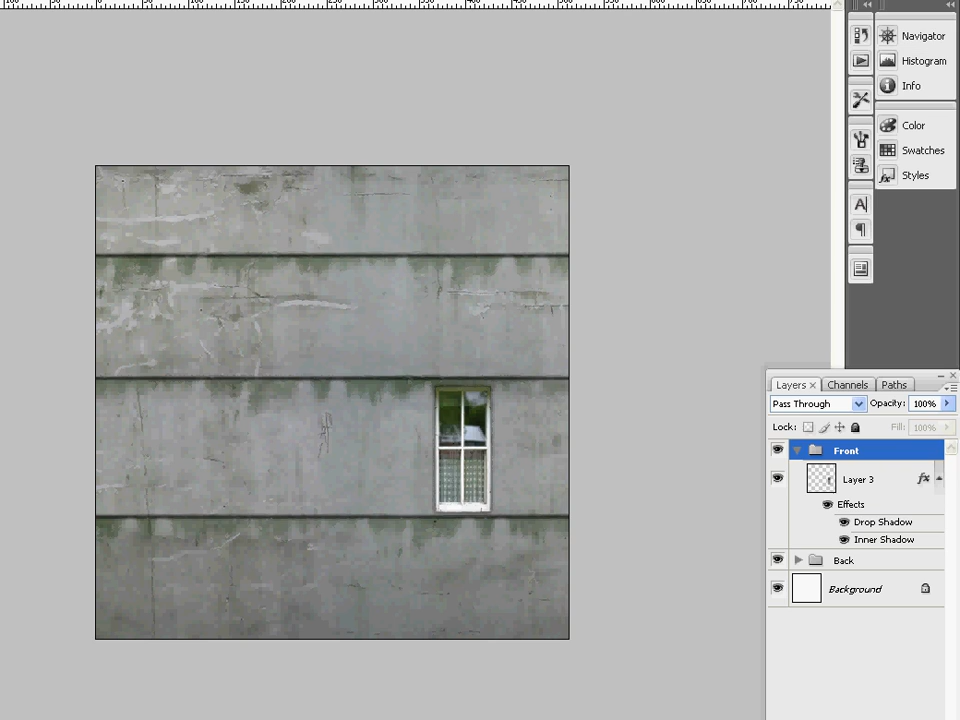 Navigator
Histogram
Info
Color
Swatches
Styles
A
Layers × Channels Paths
Pass Through Opacity: 100%
Lock: Fill: 100%
Front
Layer 3 fx
Effects
Drop Shadow
Inner Shadow
Back
Background